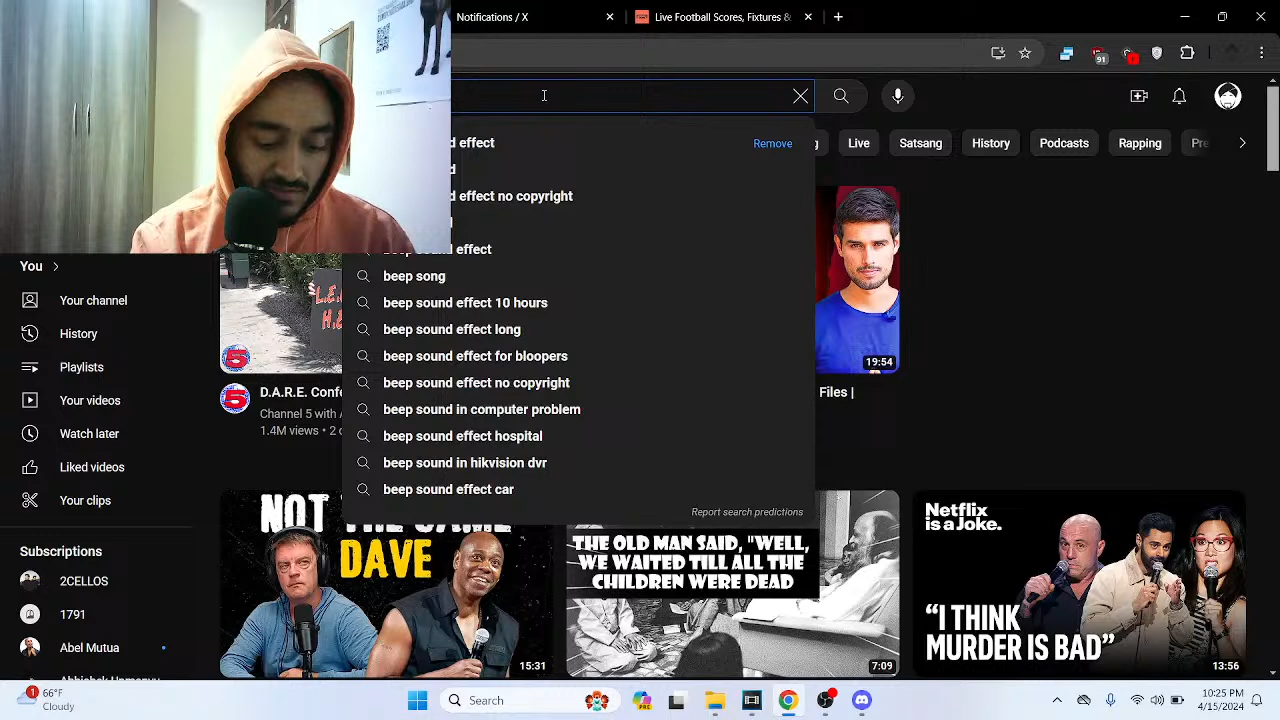 Notifications / X
Live Football Scores, Fixtures &
91
d effect
Remove
Live
Satsang
History
Podcasts
Rapping
Pre
d effect no copyright
effect
beep song
beep sound effect 10 hours
beep sound effect long
beep sound effect for bloopers
beep sound effect no copyright
beep sound in computer problem
beep sound effect hospital
beep sound in hikvision dvr
beep sound effect car
Report search predictions
You
Your channel
History
Playlists
Your videos
Watch later
Liked videos
Your clips
Subscriptions
2CELLOS
1791
Abel Mutua
5
5
D.A.R.E. Confe
Channel 5 with
1.4M views • 2
19:54
Files |
NOT
DAVE
15:31
THE OLD MAN SAID, "WELL,
WE WAITED TILL ALL THE
CHILDREN WERE DEAD
7:09
Netflix
is a Joke.
“I THINK
MURDER IS BAD”
13:56
1
66°F
Cloudy
Search
10:25 PM
4/15/2024